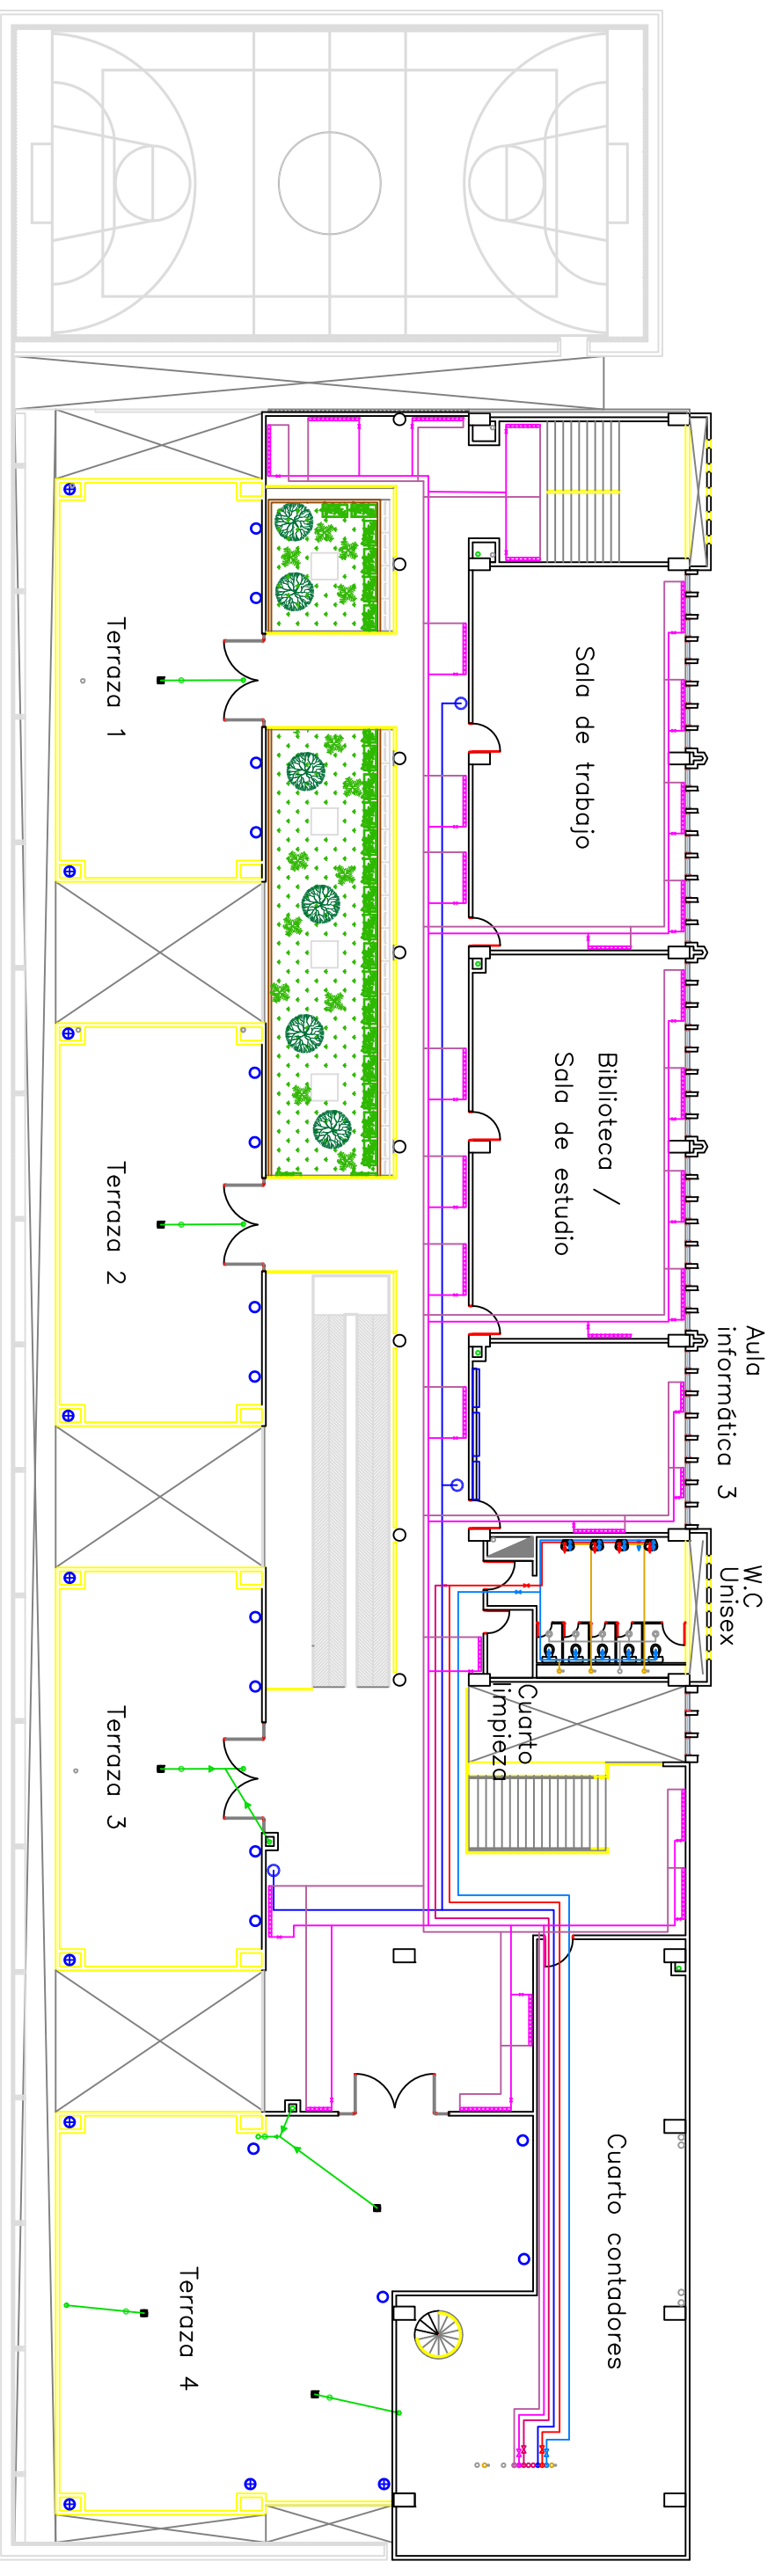 Terraza 1
Sala de trabajo
Biblioteca /
Sala de estudio
Terraza 2
Aula
informática 3
W.C
Unisex
Cuarto
limpieza
Terraza 3
Cuarto contadores
Terraza 4